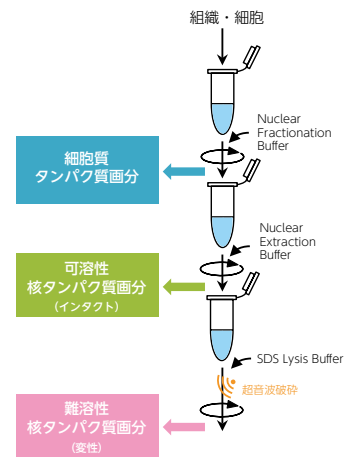 組織・細胞
Nuclear
Fractionation
Buffer
細胞質
タンパク質画分
Nuclear
Extraction
Buffer
可溶性
核タンパク質画分
(インタクト)
SDS Lysis Buffer
超音波破砕
難溶性
核タンパク質画分
(変性)